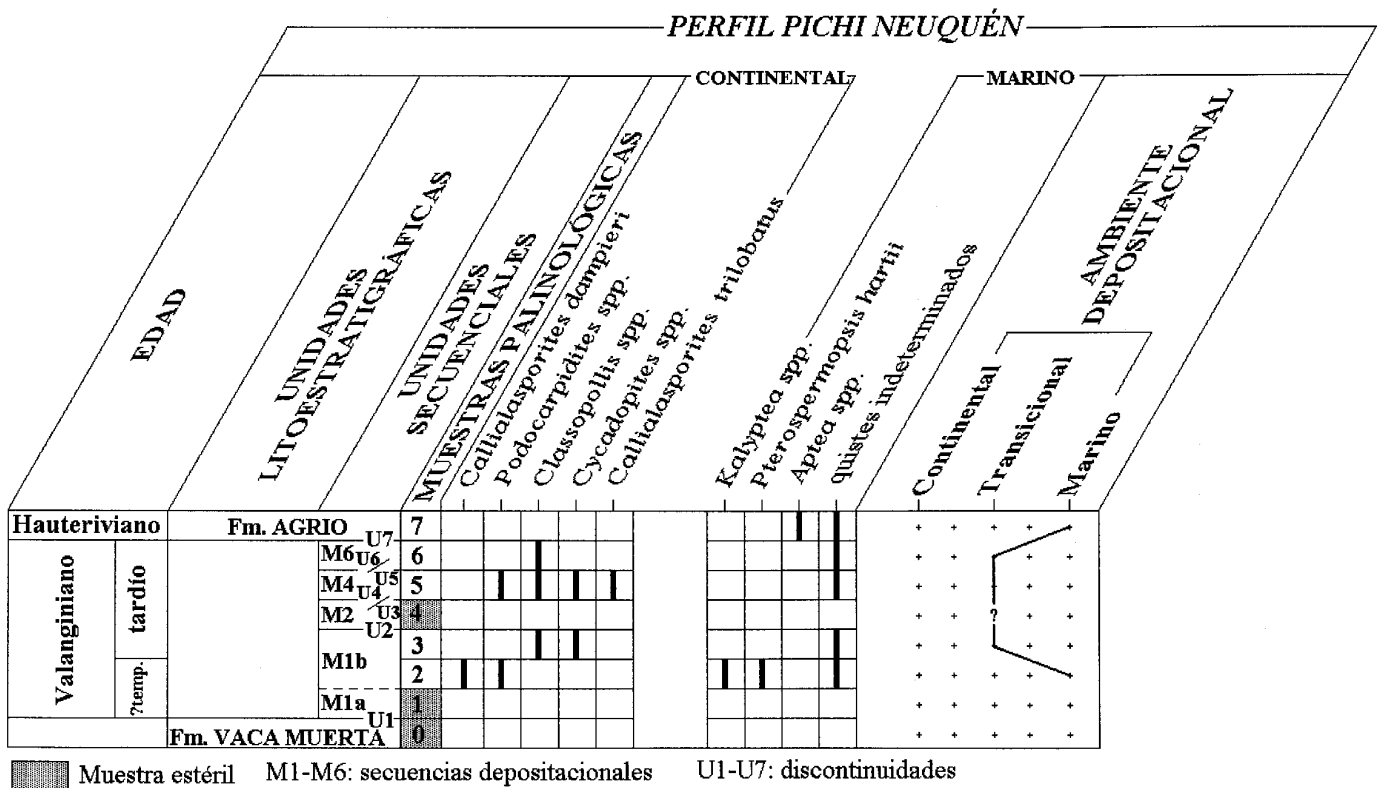 PERFIL PICHI NEUQUÉN
CONTINENTAL
MARINO
EDAD
UNIDADES
LITOESTRATIGRÁFICAS
UNIDADES
SECUENCIALES
MUESTRAS PALINOLÓGICAS
Callialasporites dampieri
Podocarpidites spp.
Classopollis spp.
Cycadopites spp.
Callialasporites trilobatus
Kalyptea spp.
Pterospermopsis hartii
Aptea spp.
quistes indeterminados
AMBIENTE
DEPOSITACIONAL
Continental
Transicional
Marino
Hauteriviano
Fm. AGRIO
7
U7
Valanginiano
tardío
?temp.
M6
U6
6
M4
U4
U5
5
M2
U3
4
U2
?
M1b
3
2
M1a
1
U1
Fm. VACA MUERTA
0
Muestra estéril
M1-M6: secuencias depositacionales
U1-U7: discontinuidades